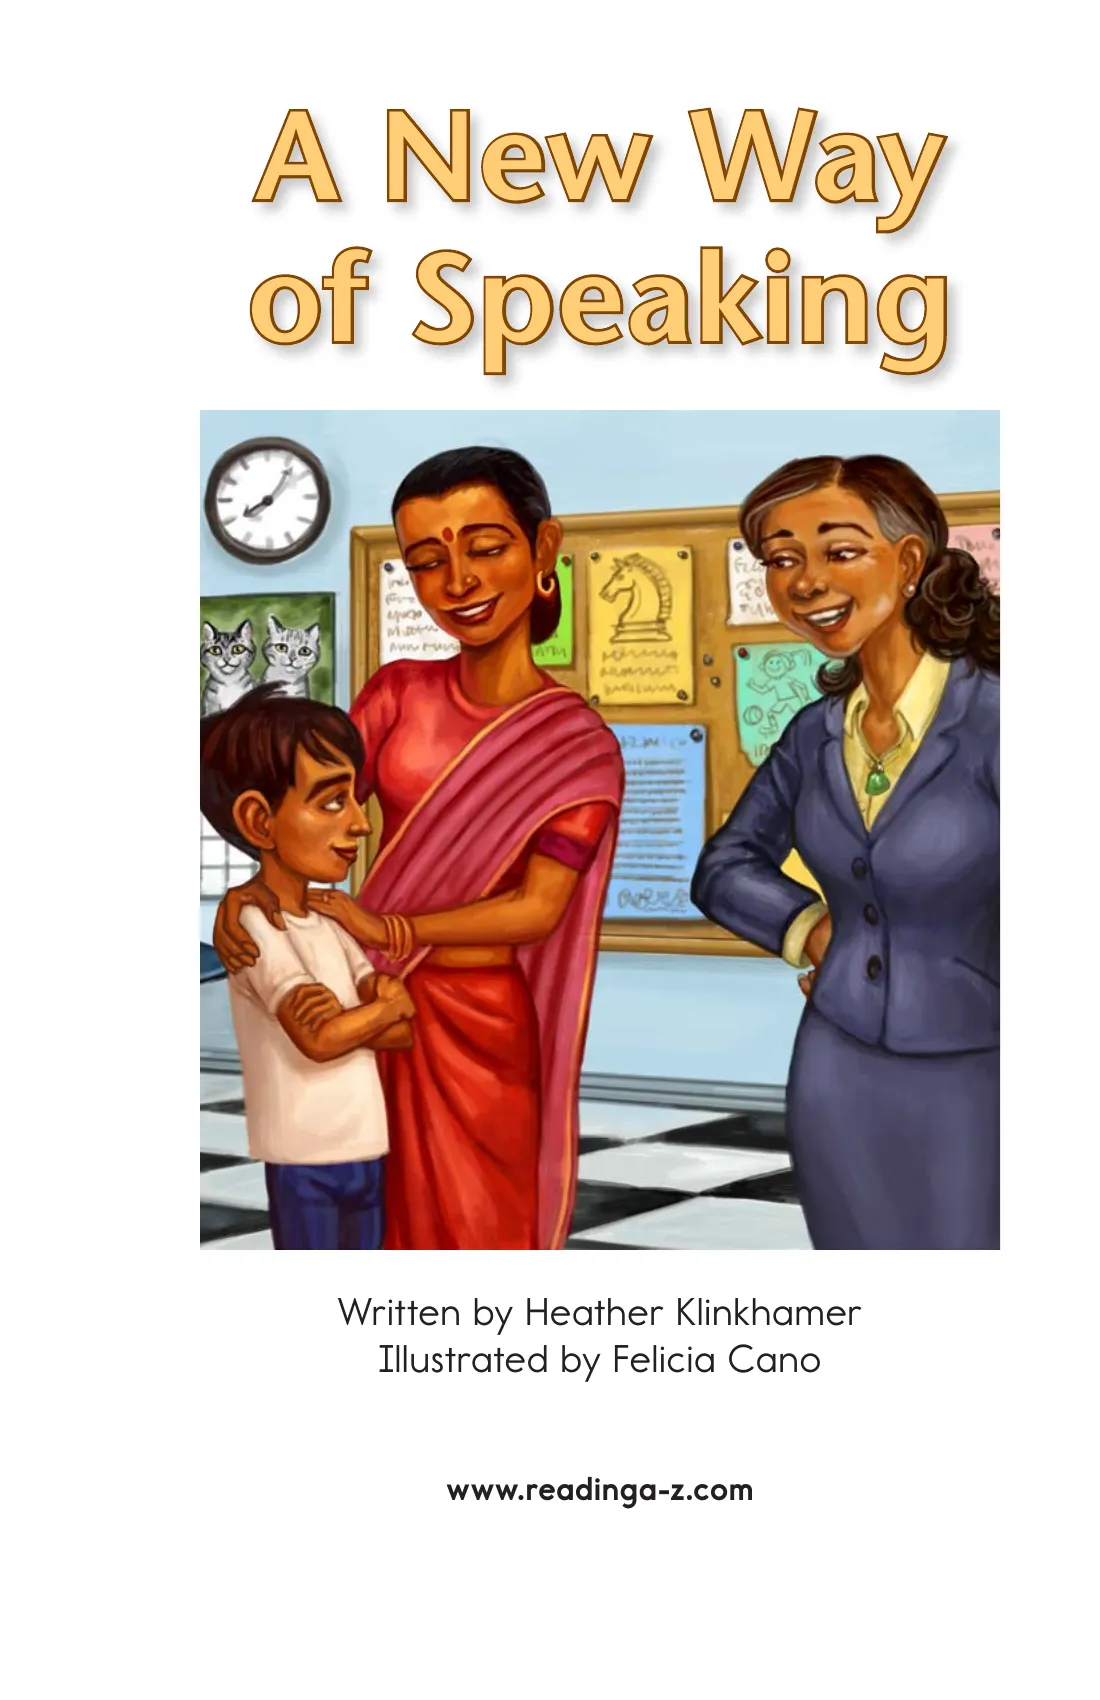 A New Way
of Speaking
Written by Heather Klinkhamer
Illustrated by Felicia Cano
www.readinga-z.com